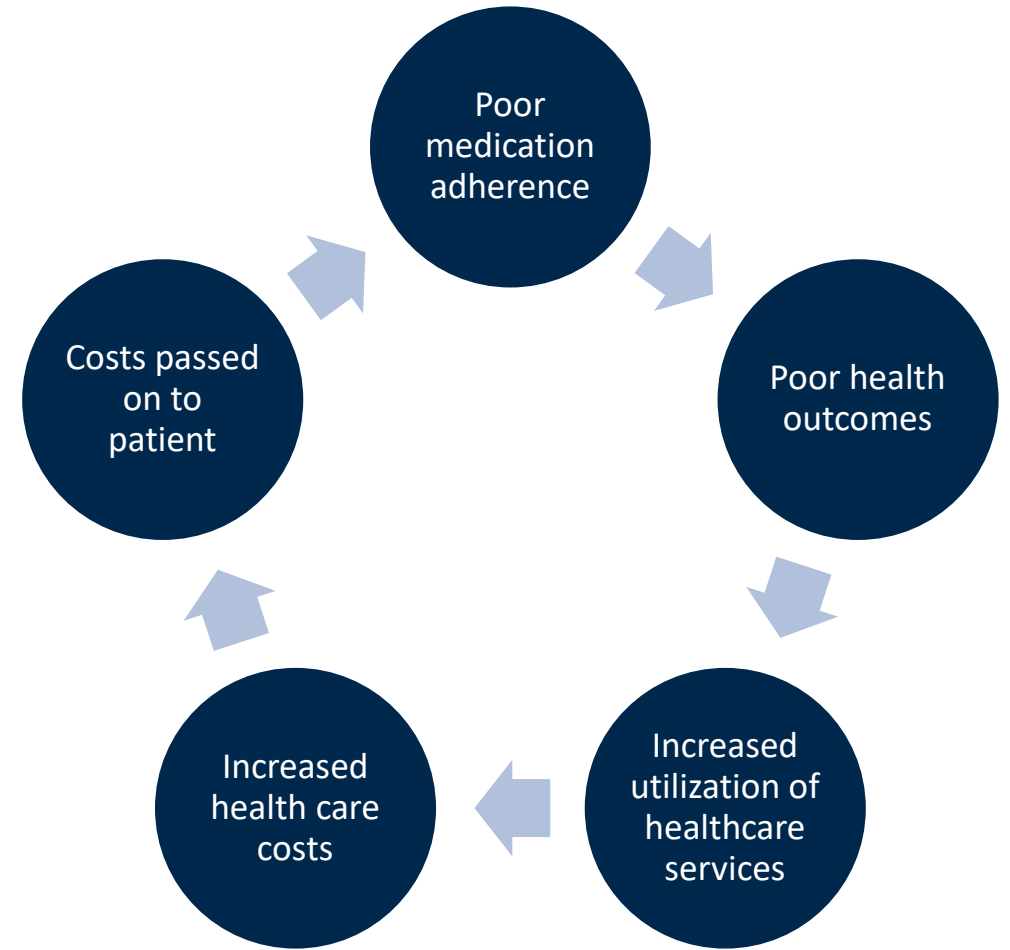 Poor
medication
adherence
Poor health
outcomes
Increased
utilization of
healthcare
services
Increased
health care
costs
Costs passed
on to
patient